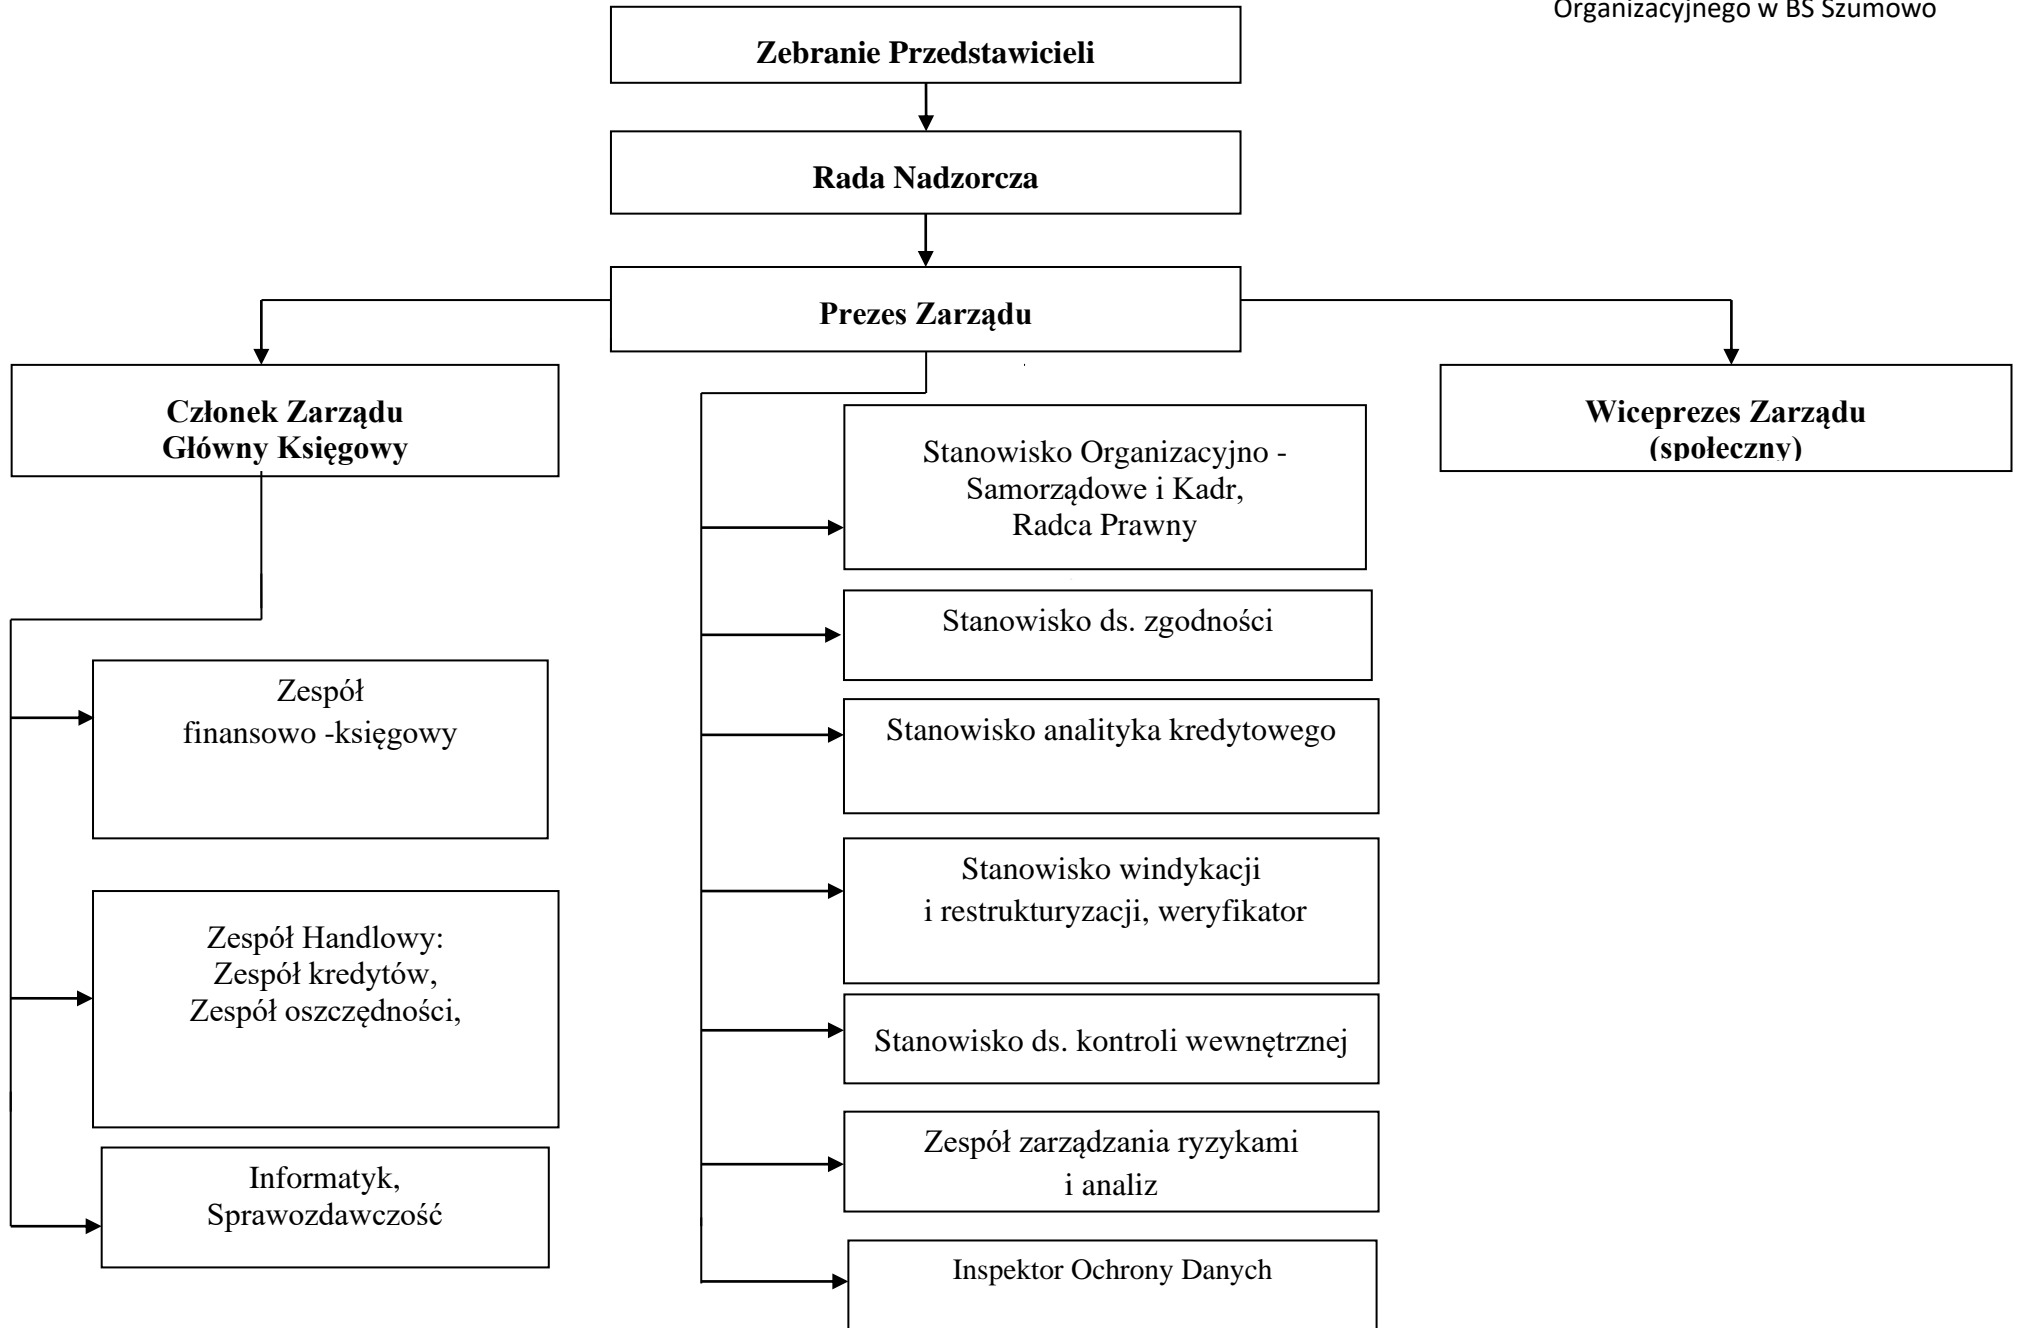 Organizacyjnego w BS Szumowo
Zebranie Przedstawicieli
Rada Nadzorcza
Prezes Zarządu
Członek Zarządu
Główny Księgowy
Wiceprezes Zarządu
(społeczny)
Stanowisko Organizacyjno -
Samorządowe i Kadr,
Radca Prawny
Stanowisko ds. zgodności
Zespół
finansowo -księgowy
Stanowisko analityka kredytowego
Stanowisko windykacji
i restrukturyzacji, weryfikator
Zespół Handlowy:
Zespół kredytów,
Zespół oszczędności,
Stanowisko ds. kontroli wewnętrznej
Zespół zarządzania ryzykami
i analiz
Informatyk,
Sprawozdawczość
Inspektor Ochrony Danych